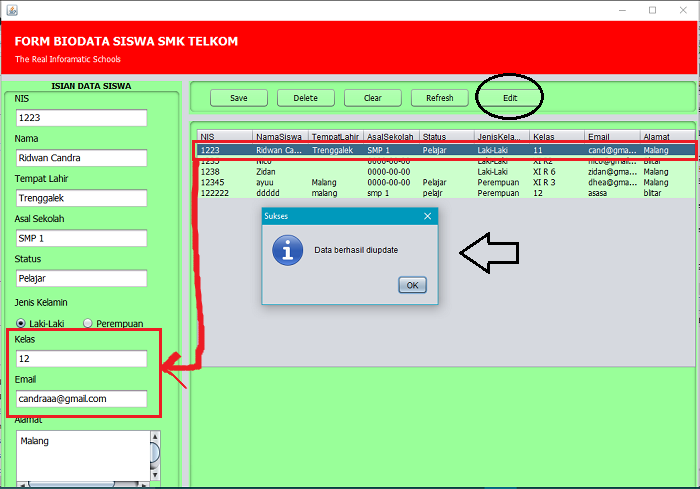 FORM BIODATA SISWA SMK TELKOM
The Real Inforamatic Schools
ISIAN DATA SISWA
NIS
1223
Nama
Ridwan Candra
Tempat Lahir
Trenggalek
Asal Sekolah
SMP 1
Status
Pelajar
Jenis Kelamin
Laki-Laki Perempuan
Kelas
12
Email
candraaa@gmail.com
Alamat
Malang
Save Delete Clear Refresh Edit
NIS NamaSiswa TempatLahir AsalSekolah Status JenisKela... Kelas Email Alamat
1223 Ridwan Ca... Trenggalek SMP 1 Pelajar Laki-Laki 11 cand@gma... Malang
1235 Nico 0000-00-00 Laki-Laki XI R2 nico@gmai... blitar
1238 Zidan 0000-00-00 Laki-Laki XI R 6 zidan@gma... Malang
12345 ayuu Malang 0000-00-00 Pelajar Perempuan XI R 3 dhea@gma... Malang
122222 ddddd malang smp 1 pelajr Perempuan 12 asasa blitar
Sukses
Data berhasil diupdate
OK